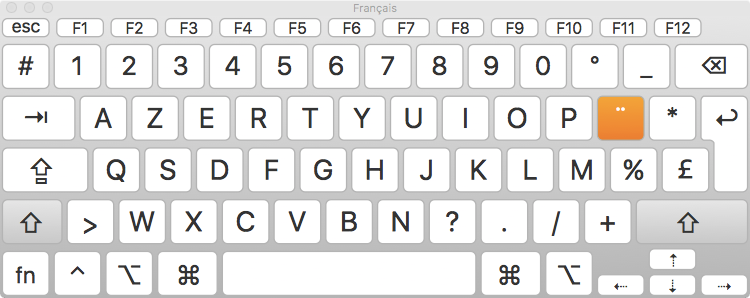 Français
esc F1 F2 F3 F4 F5 F6 F7 F8 F9 F10 F11 F12
# 1 2 3 4 5 6 7 8 9 0 ° _ ⌫
⇥ A Z E R T Y U I O P ¨ * ↩
⇪ Q S D F G H J K L M % £
⇧ > W X C V B N ? . / + ⇧
fn ^ ⌥ ⌘ ⌘ ⌥ ⇠ ⇡ ⇣ ⇢